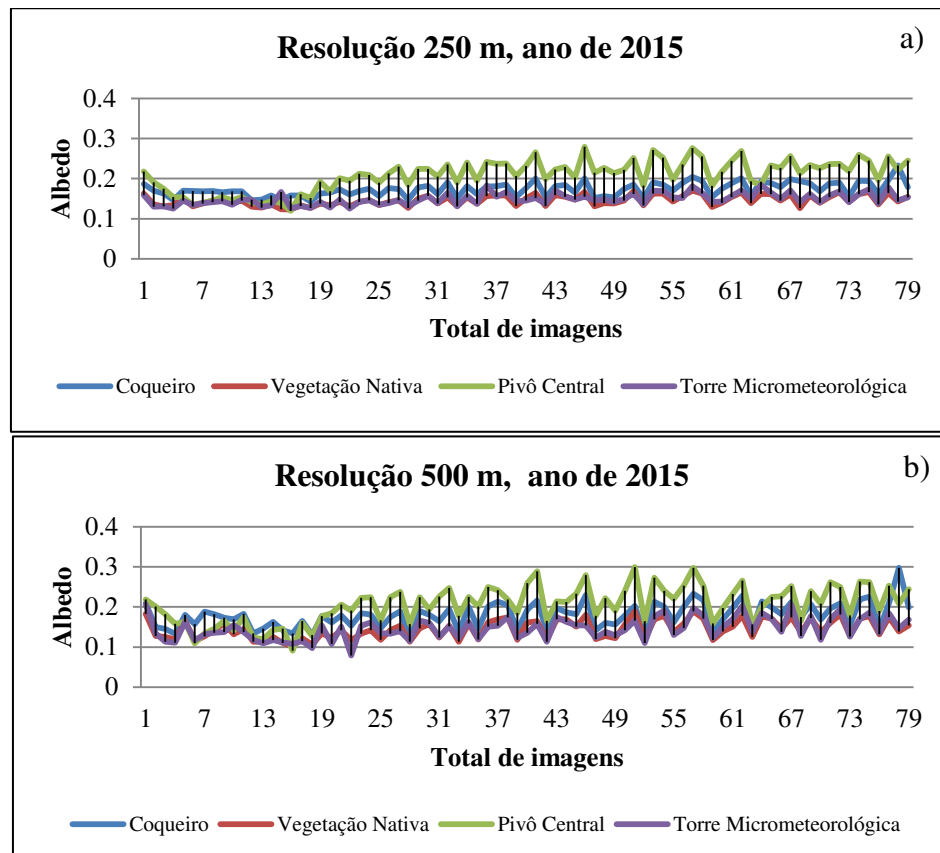 Resolução 250 m, ano de 2015
a)
0.4
0.3
0.2
0.1
0
Albedo
1 7 13 19 25 31 37 43 49 55 61 67 73 79
Total de imagens
Coqueiro Vegetação Nativa Pivô Central Torre Micrometeorológica
Resolução 500 m, ano de 2015
b)
0.4
0.3
0.2
0.1
0
Albedo
1 7 13 19 25 31 37 43 49 55 61 67 73 79
Total de imagens
Coqueiro Vegetação Nativa Pivô Central Torre Micrometeorológica